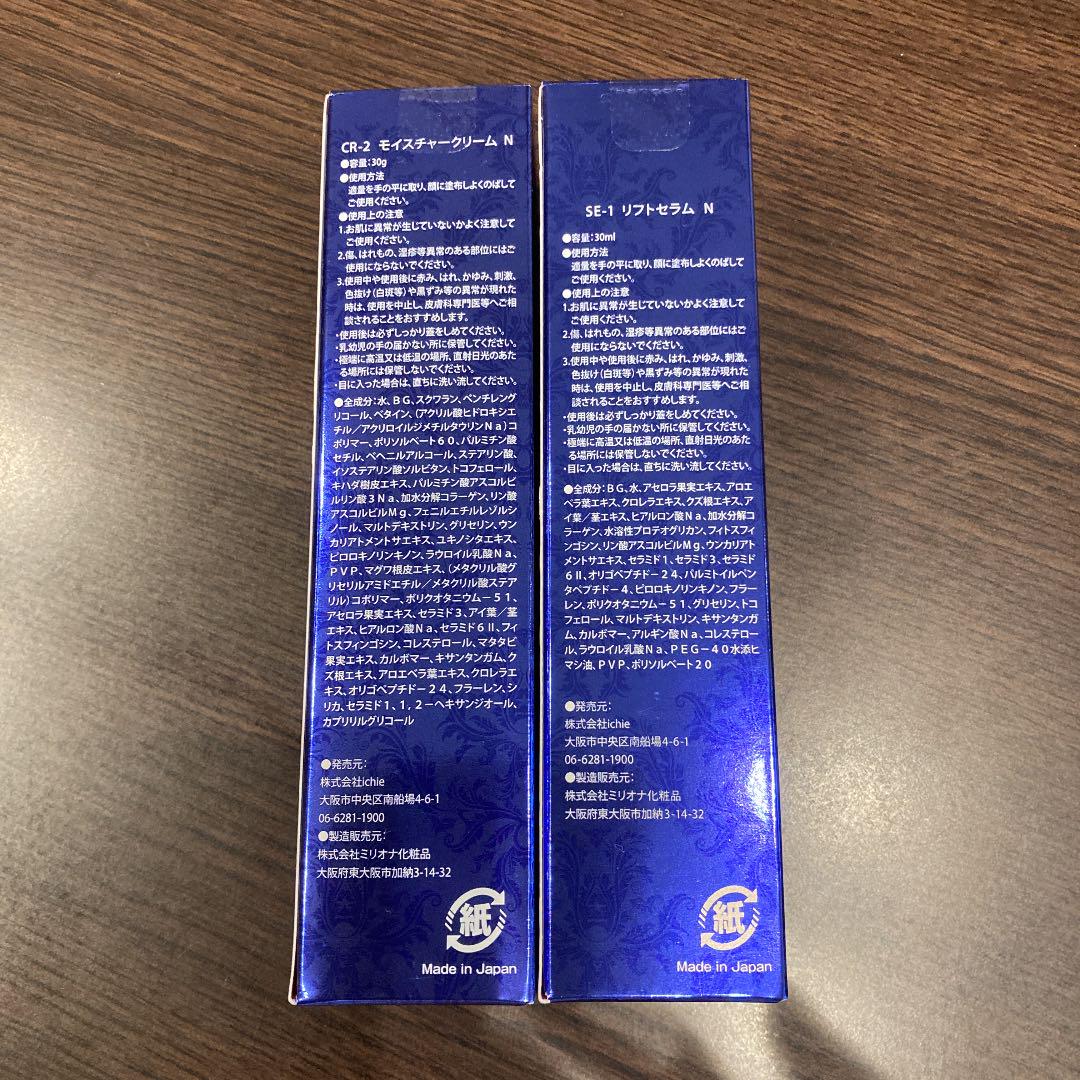 CR-2 モイスチャークリーム N
●容量:30g
●使用方法
適量を手の平に取り、顔に塗布しよくのばして
ご使用ください。
●使用上の注意
1.お肌に異常が生じていないかよく注意して
ご使用ください。
2.傷、はれもの、湿疹等異常のある部位にはご
使用にならないでください。
3.使用中や使用後に赤み、はれ、かゆみ、刺激、
色抜け(白斑等)や黒ずみ等の異常が現れた
時は、使用を中止し、皮膚科専門医等へご相
談されることをおすすめします。
・使用後は必ずしっかり蓋をしめてください。
・乳幼児の手の届かない所に保管してください。
・極端に高温又は低温の場所、直射日光のあた
る場所には保管しないでください。
・目に入った場合は、直ちに洗い流してください。
●全成分:水、BG、スクワラン、ペンチレングリ
リコール、ベタイン、(アクリル酸ヒドロキシエ
チル/アクリロイルジメチルタウリンNa)コ
ポリマー、ポリソルベート60、パルミチン酸
セチル、ベヘニルアルコール、ステアリン酸、
イソステアリン酸ソルビタン、トコフェロール、
キハダ樹皮エキス、パルミチン酸アスコルビ
ルリン酸3Na、加水分解コラーゲン、リン酸
アスコルビルMg、フェニルエチルレゾルシ
ノール、マルトデキストリン、グリセリン、ウン
カリアトメントサエキス、ユキノシタエキス、
ピロロキノリンキノン、ラウロイル乳酸Na、
PVP、マグワ根皮エキス、(メタクリル酸グ
リセリルアミドエチル/メタクリル酸ステア
リル)コポリマー、ポリクオタニウム-51、
アセロラ果実エキス、セラミド3、アイ葉/茎
エキス、ヒアルロン酸Na、セラミド6II、フィ
トスフィンゴシン、コレステロール、マタタビ
果実エキス、カルボマー、キサンタンガム、ク
ズ根エキス、アロエベラ葉エキス、クロレラエ
キス、オリゴペプチド-24、フラーレン、シ
リカ、セラミド1、1、2-ヘキサンジオール、
カプリリルグリコール
●発売元:
株式会社ichie
大阪市中央区南船場4-6-1
06-6281-1900
●製造販売元:
株式会社ミリオナ化粧品
大阪府東大阪市加納3-14-32
紙
Made in Japan
SE-1 リフトセラム N
●容量:30ml
●使用方法
適量を手の平に取り、顔に塗布しよくのばして
ご使用ください。
●使用上の注意
1.お肌に異常が生じていないかよく注意して
ご使用ください。
2.傷、はれもの、湿疹等異常のある部位にはご
使用にならないでください。
3.使用中や使用後に赤み、はれ、かゆみ、刺激、
色抜け(白斑等)や黒ずみ等の異常が現れた
時は、使用を中止し、皮膚科専門医等へご相
談されることをおすすめします。
・使用後は必ずしっかり蓋をしめてください。
・乳幼児の手の届かない所に保管してください。
・極端に高温又は低温の場所、直射日光のあた
る場所には保管しないでください。
・目に入った場合は、直ちに洗い流してください。
●全成分:BG、水、アセロラ果実エキス、アロエ
ベラ葉エキス、クロレラエキス、クズ根エキス、ア
イ葉/茎エキス、ヒアルロン酸Na、加水分解コ
ラーゲン、水溶性プロテオグリカン、フィトスフィ
ンゴシン、リン酸アスコルビルMg、ウンカリアト
メントサエキス、セラミド1、セラミド3、セラミド
6II、オリゴペプチド-24、パルミトイルペン
タペプチド-4、ピロロキノリンキノン、フラー
レン、ポリクオタニウム-51、グリセリン、トコ
フェロール、マルトデキストリン、キサンタンガ
ム、カルボマー、アルギン酸Na、コレステロー
ル、ラウロイル乳酸Na、PEG-40水添ヒ
マシ油、PVP、ポリソルベート20
●発売元:
株式会社ichie
大阪市中央区南船場4-6-1
06-6281-1900
●製造販売元:
株式会社ミリオナ化粧品
大阪府東大阪市加納3-14-32
紙
Made in Japan